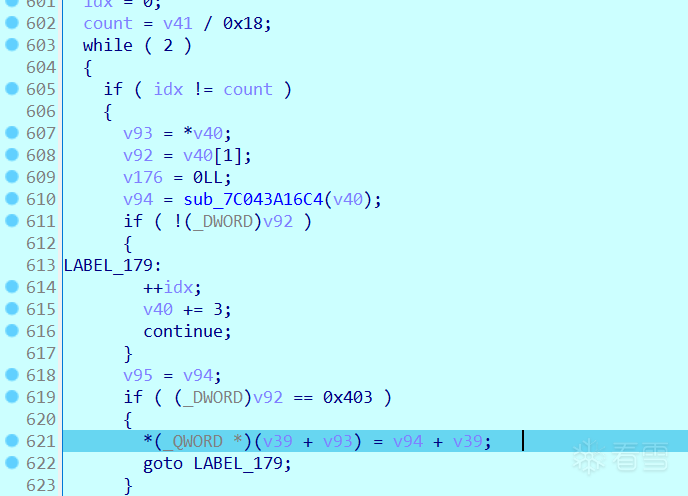 601 idx = 0;
602 count = v41 / 0x18;
603 while ( 2 )
604 {
605 if ( idx != count )
606 {
607 v93 = *v40;
608 v92 = v40[1];
609 v176 = 0LL;
610 v94 = sub_7C043A16C4(v40);
611 if ( !(_DWORD)v92 )
612 {
613 LABEL_179:
614 ++idx;
615 v40 += 3;
616 continue;
617 }
618 v95 = v94;
619 if ( (_DWORD)v92 == 0x403 )
620 {
621 *(_QWORD *)(v39 + v93) = v94 + v39;
622 goto LABEL_179;
623 }
看雪